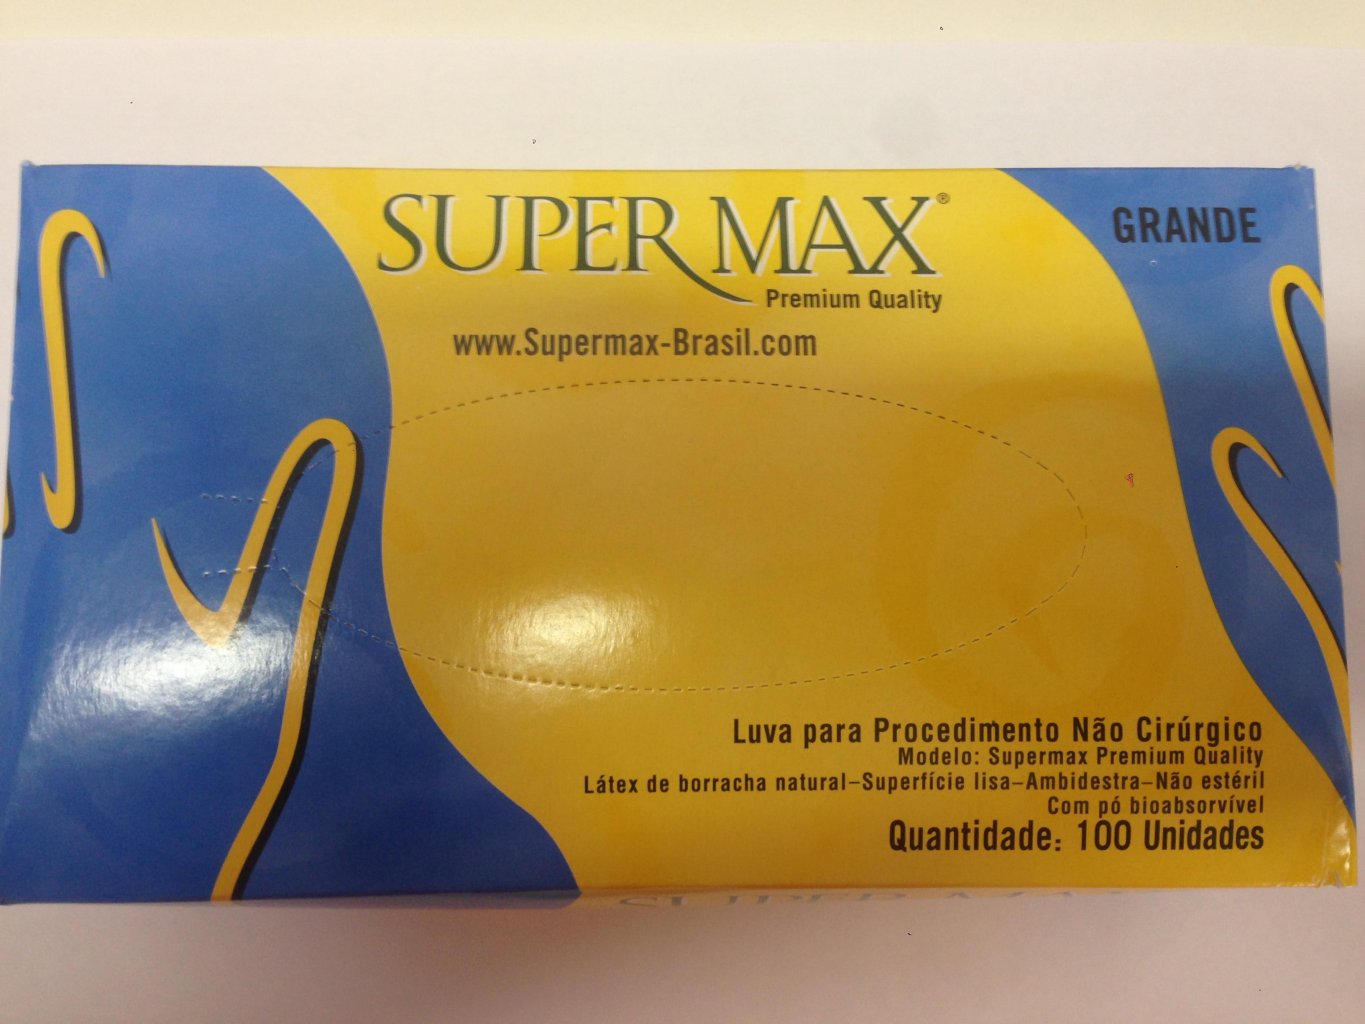 SUPER MAX®
GRANDE
Premium Quality
www.Supermax-Brasil.com
Luva para Procedimento Não Cirúrgico
Modelo: Supermax Premium Quality
Látex de borracha natural–Superfície lisa–Ambidestra–Não estéril
Com pó bioabsorvível
Quantidade: 100 Unidades